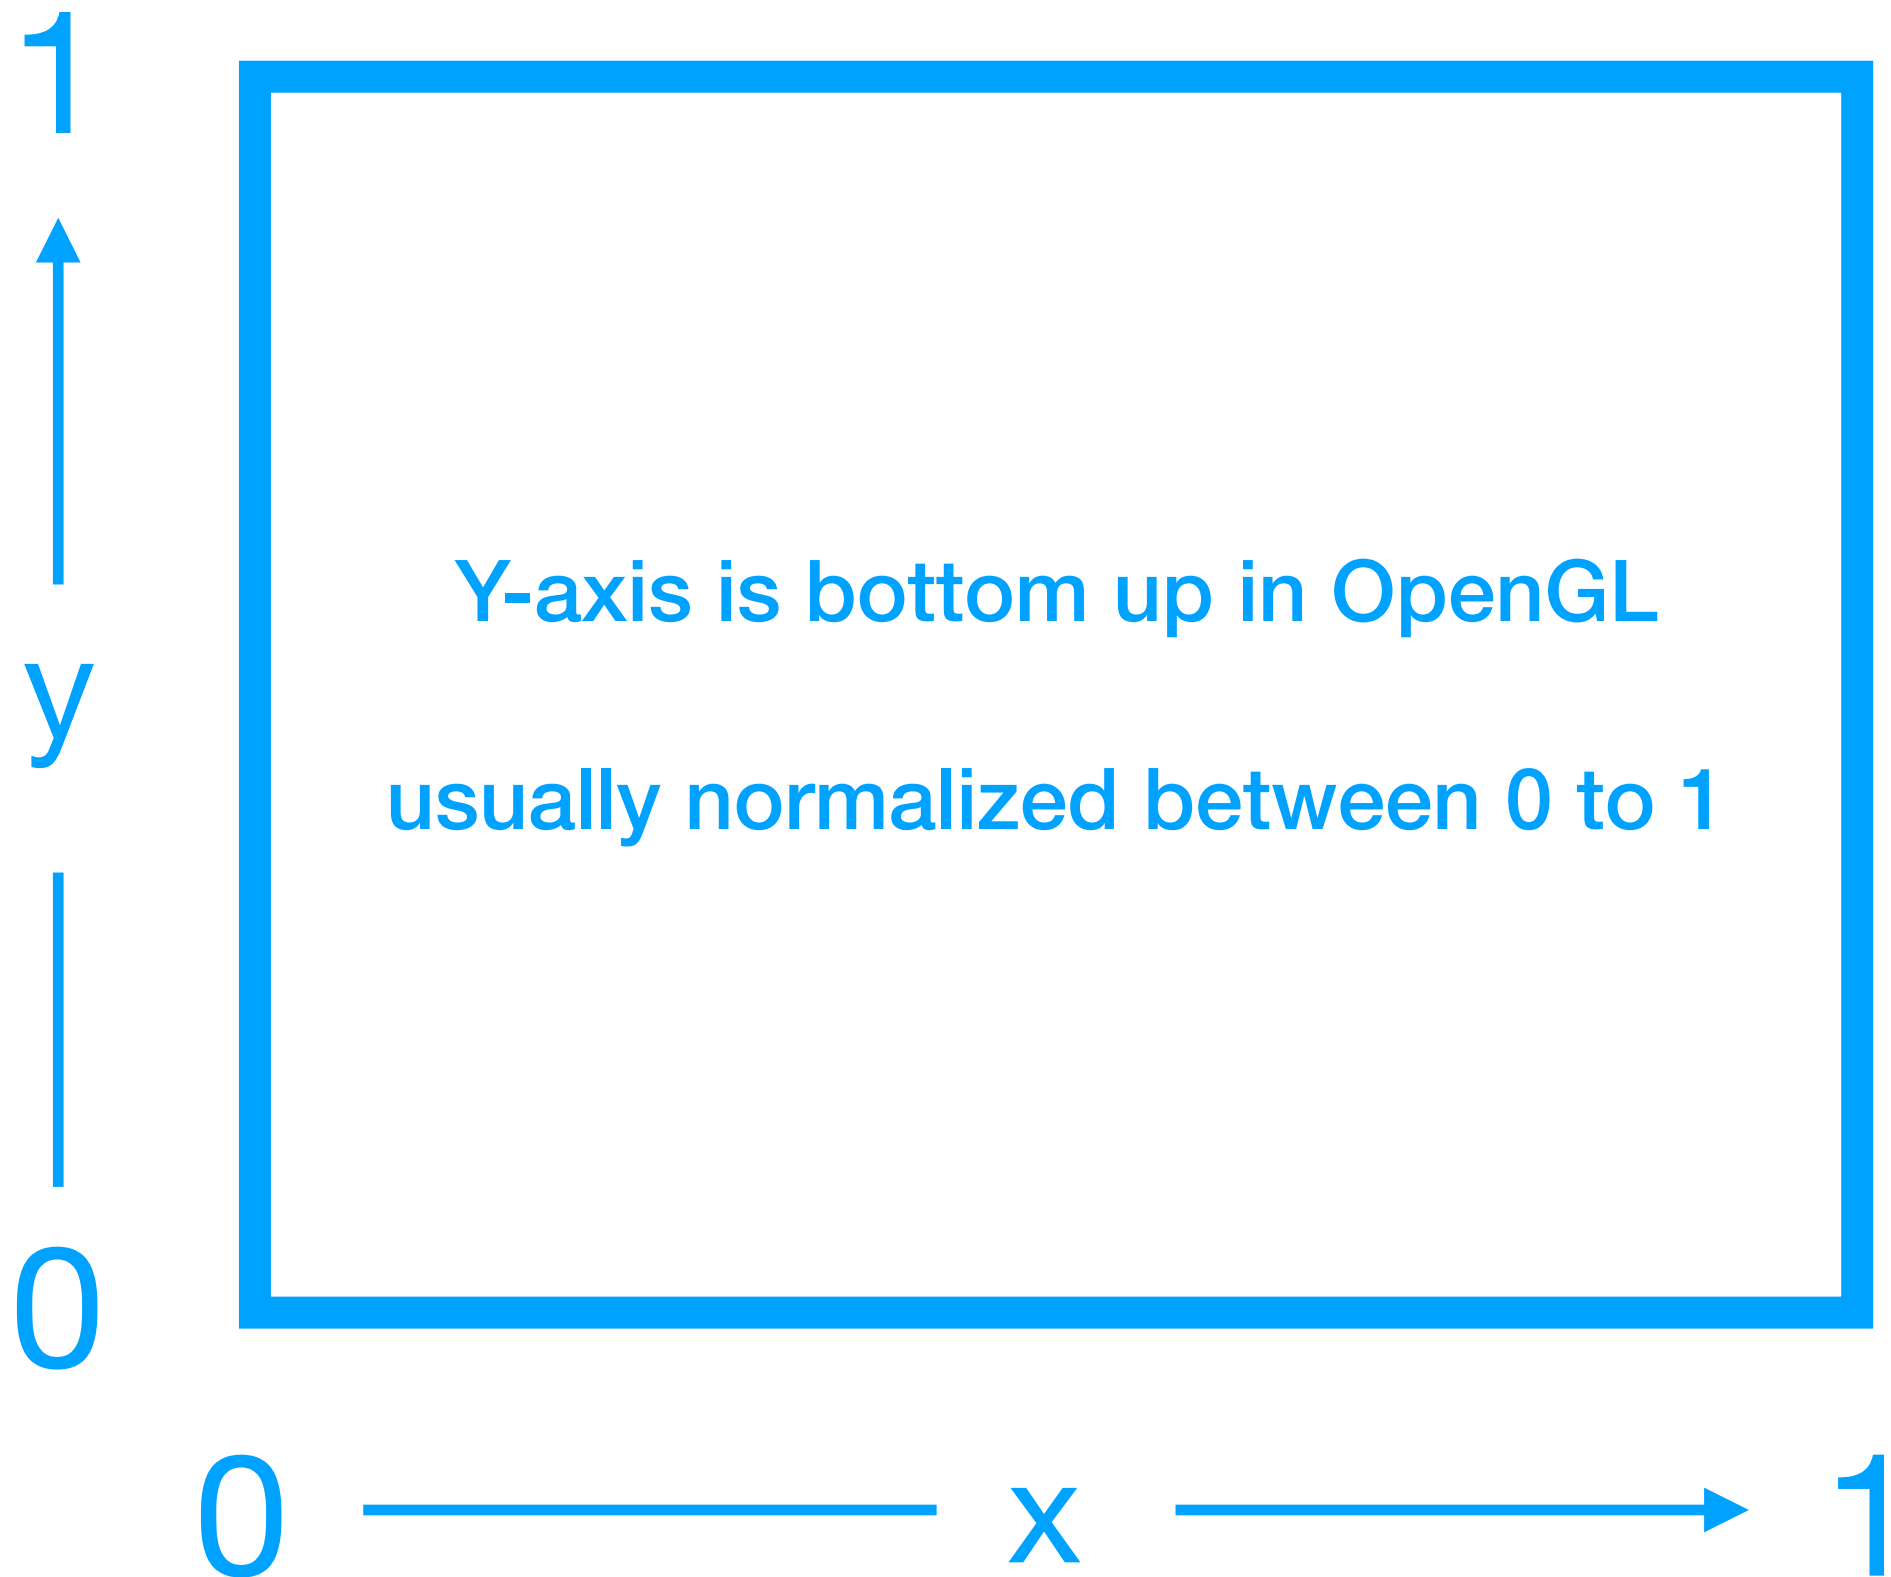 1
Y-axis is bottom up in OpenGL
y
usually normalized between 0 to 1
0
0 x 1